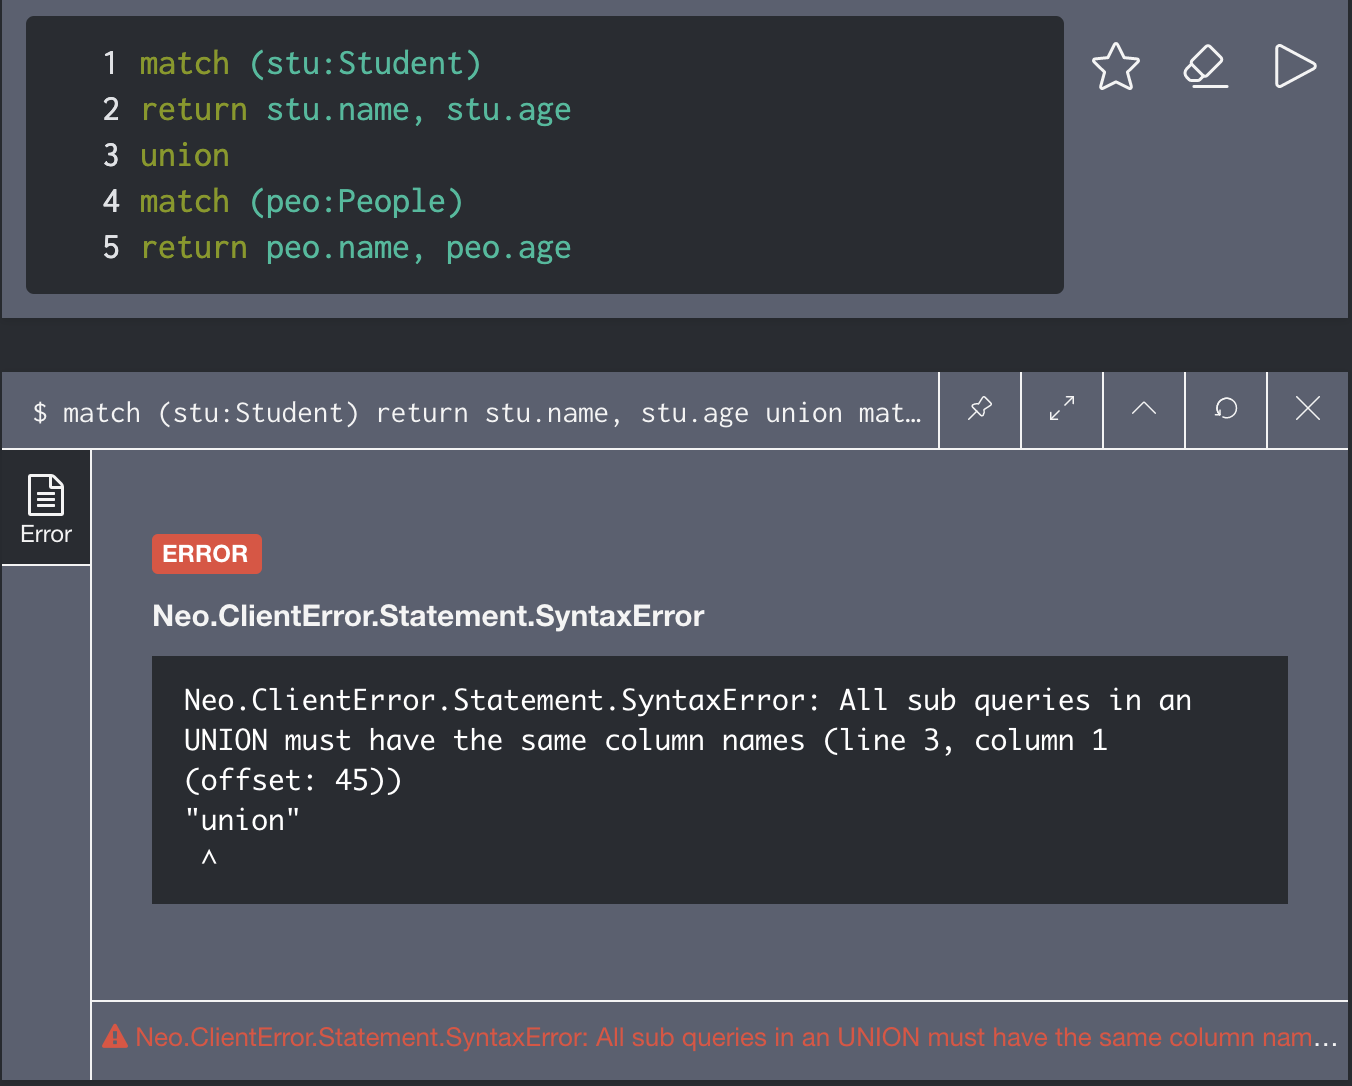 1 match (stu:Student)
2 return stu.name, stu.age
3 union
4 match (peo:People)
5 return peo.name, peo.age
$ match (stu:Student) return stu.name, stu.age union mat…
Error
ERROR
Neo.ClientError.Statement.SyntaxError
Neo.ClientError.Statement.SyntaxError: All sub queries in an
UNION must have the same column names (line 3, column 1
(offset: 45))
"union"
^
Neo.ClientError.Statement.SyntaxError: All sub queries in an UNION must have the same column nam...